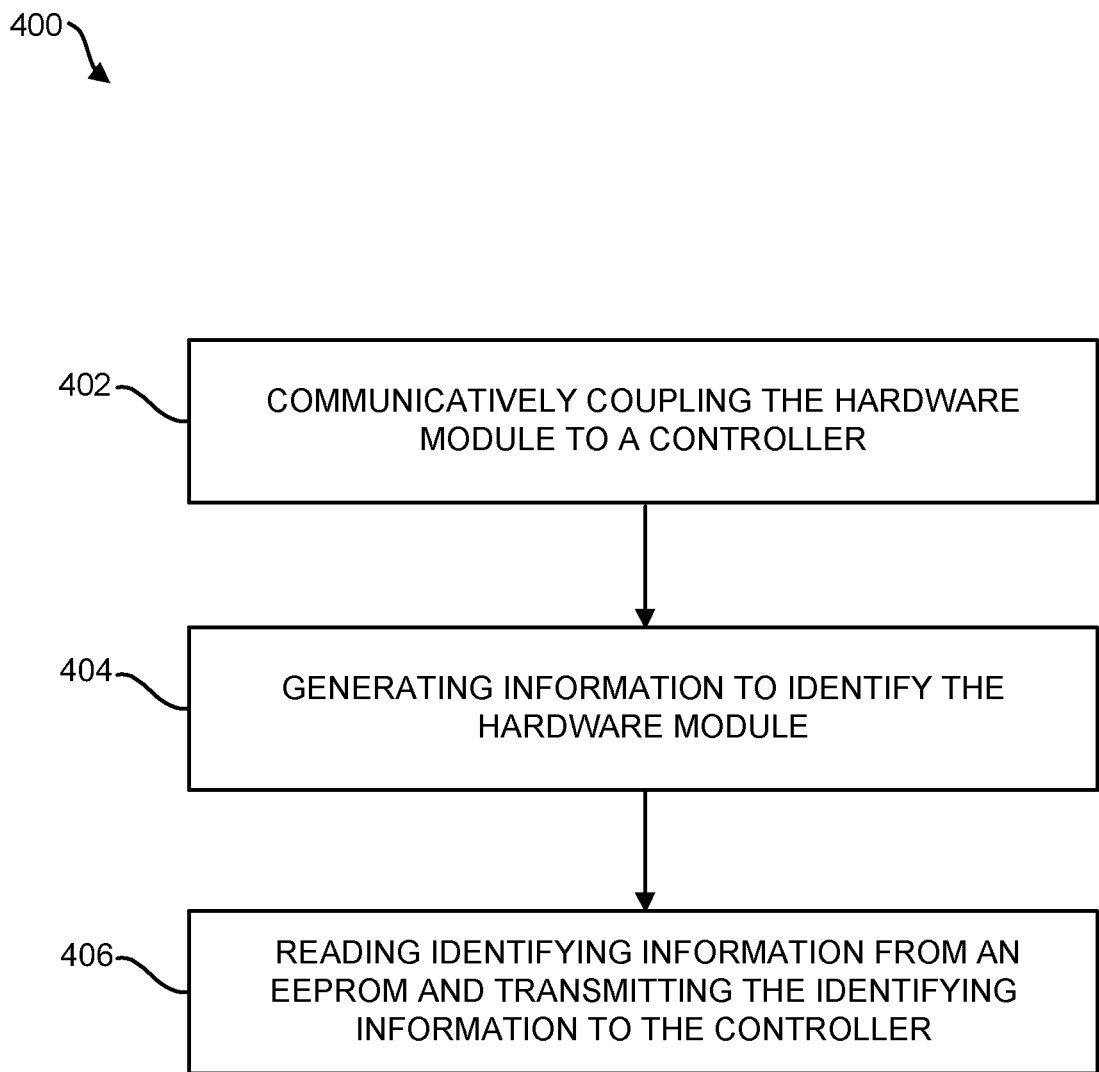 400
402
COMMUNICATIVELY COUPLING THE HARDWARE
MODULE TO A CONTROLLER
404
GENERATING INFORMATION TO IDENTIFY THE
HARDWARE MODULE
406
READING IDENTIFYING INFORMATION FROM AN
EEPROM AND TRANSMITTING THE IDENTIFYING
INFORMATION TO THE CONTROLLER